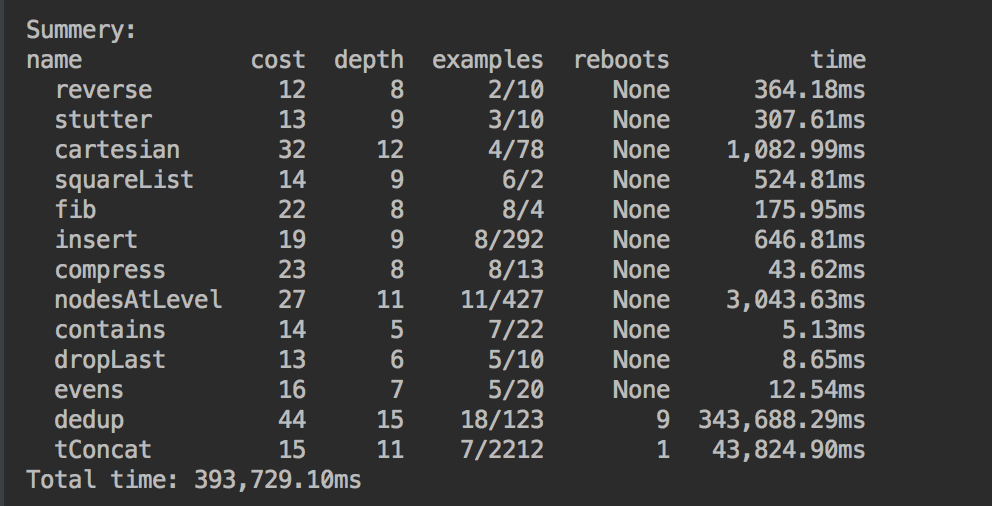 Summery:
name cost depth examples reboots time
reverse 12 8 2/10 None 364.18ms
stutter 13 9 3/10 None 307.61ms
cartesian 32 12 4/78 None 1,082.99ms
squareList 14 9 6/2 None 524.81ms
fib 22 8 8/4 None 175.95ms
insert 19 9 8/292 None 646.81ms
compress 23 8 8/13 None 43.62ms
nodesAtLevel 27 11 11/427 None 3,043.63ms
contains 14 5 7/22 None 5.13ms
dropLast 13 6 5/10 None 8.65ms
evens 16 7 5/20 None 12.54ms
dedup 44 15 18/123 9 343,688.29ms
tConcat 15 11 7/2212 1 43,824.90ms
Total time: 393,729.10ms